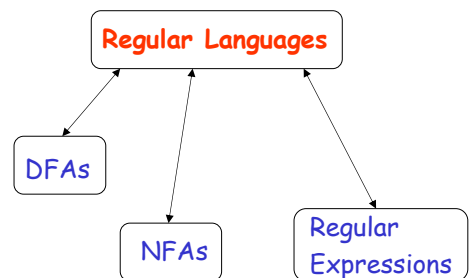 Regular Languages
DFAs
NFAs
Regular
Expressions